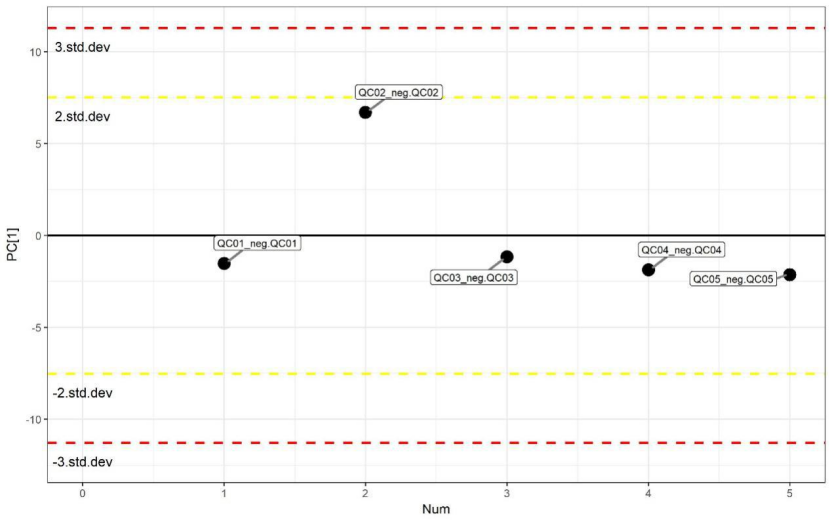 3.std.dev
10
QC02_neg.QC02
2.std.dev
5
PC[1]
0
QC01_neg.QC01
QC04_neg.QC04
QC03_neg.QC03
QC05_neg.QC05
-5
-2.std.dev
-10
-3.std.dev
0 1 2 3 4 5
Num